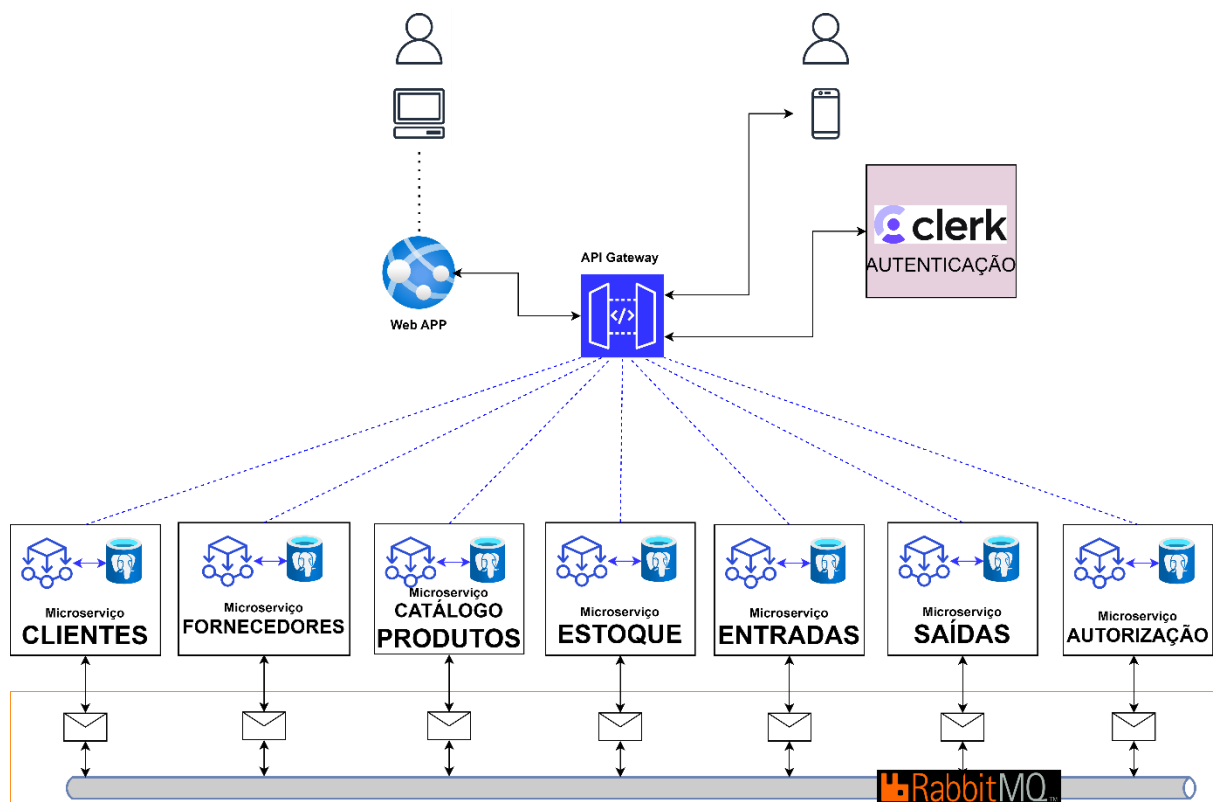 clerk
AUTENTICAÇÃO
API Gateway
</>
Web APP
Microserviço
CLIENTES
Microserviço
FORNECEDORES
Microserviço
CATÁLOGO
PRODUTOS
Microserviço
ESTOQUE
Microserviço
ENTRADAS
Microserviço
SAÍDAS
Microserviço
AUTORIZAÇÃO
RabbitMQ™